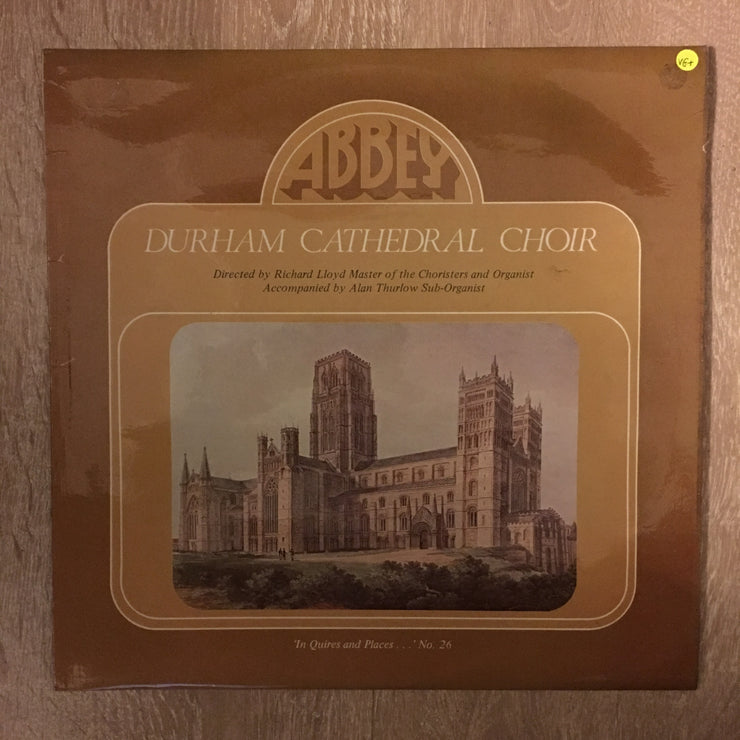 VG+
ABBEY
DURHAM CATHEDRAL CHOIR
Directed by Richard Lloyd Master of the Choristers and Organist
Accompanied by Alan Thurlow Sub-Organist
'In Quires and Places . . .' No. 26